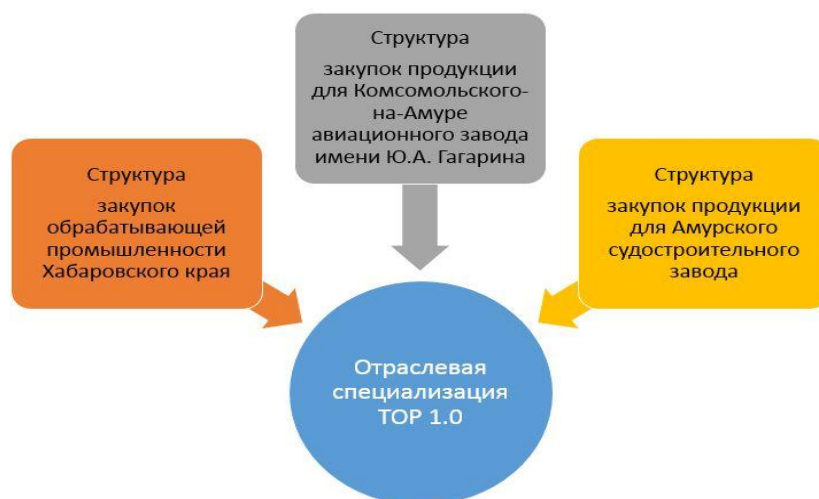 Структура
закупок продукции
для Комсомольского-
на-Амуре
авиационного завода
имени Ю.А. Гагарина
Структура
закупок
обрабатывающей
промышленности
Хабаровского края
Структура
закупок продукции
для Амурского
судостроительного
завода
Отраслевая
специализация
ТОР 1.0